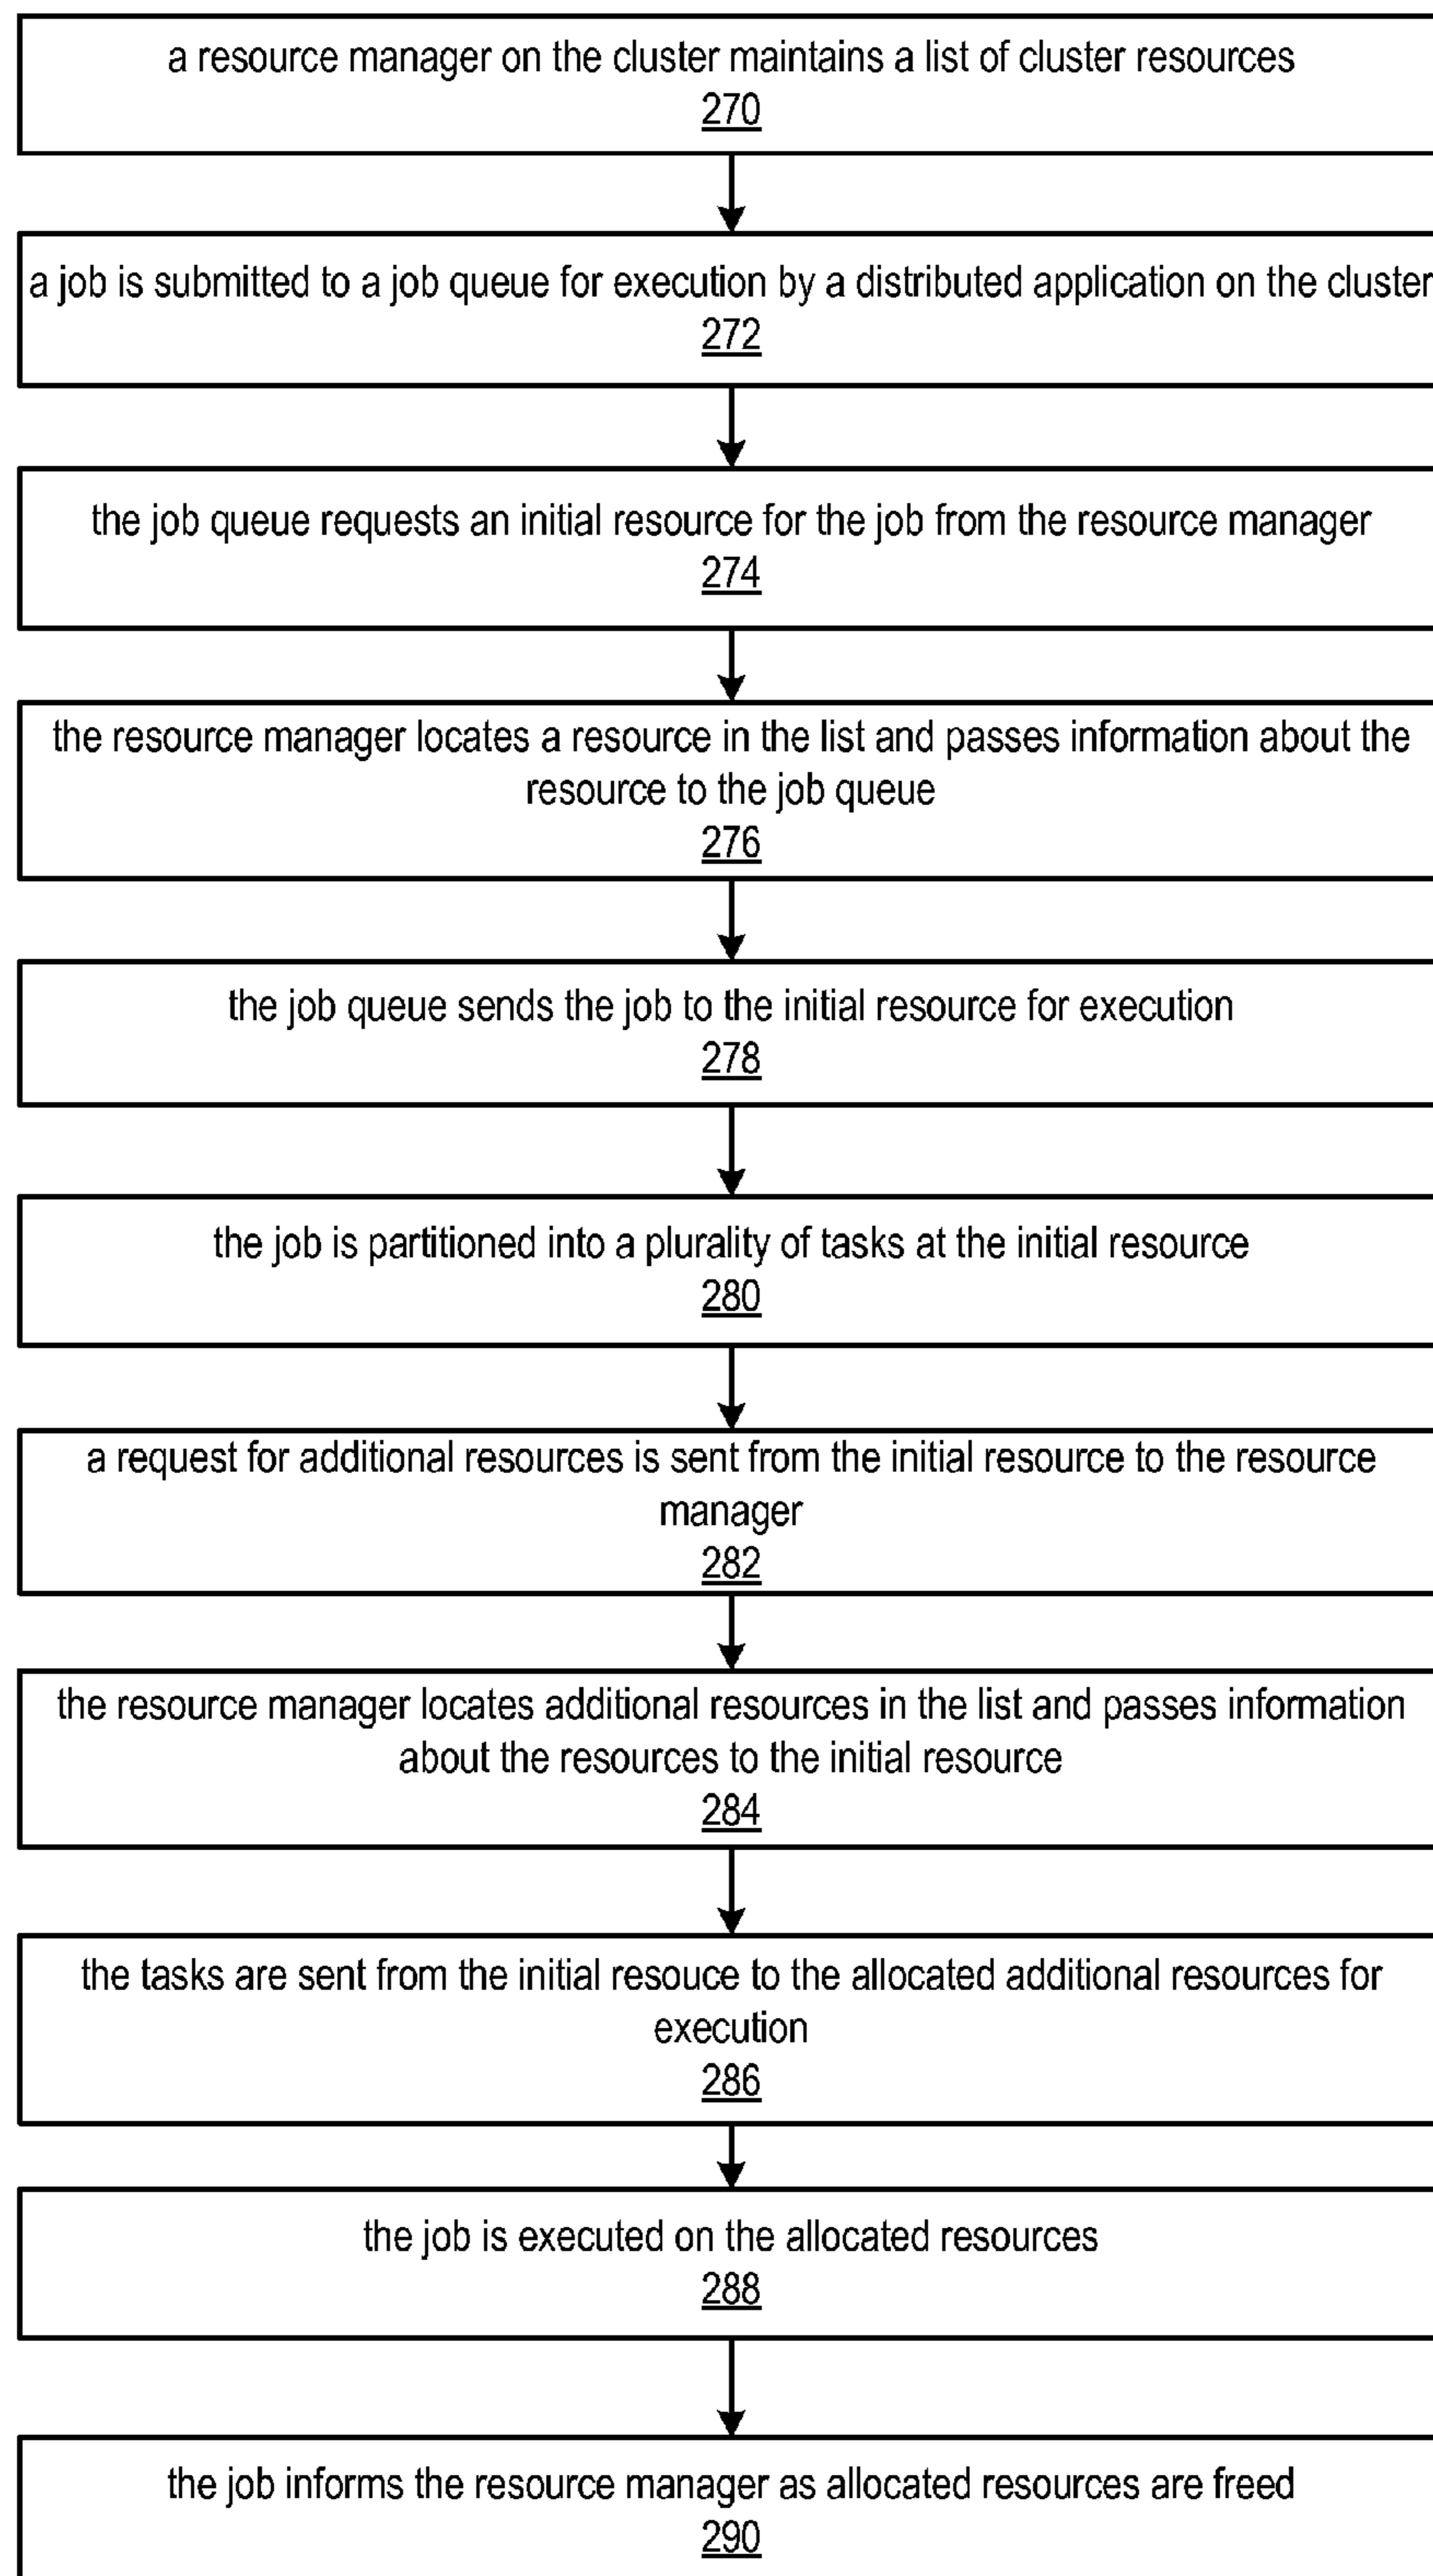 a resource manager on the cluster maintains a list of cluster resources
270
a job is submitted to a job queue for execution by a distributed application on the cluster
272
the job queue requests an initial resource for the job from the resource manager
274
the resource manager locates a resource in the list and passes information about the
resource to the job queue
276
the job queue sends the job to the initial resource for execution
278
the job is partitioned into a plurality of tasks at the initial resource
280
a request for additional resources is sent from the initial resource to the resource
manager
282
the resource manager locates additional resources in the list and passes information
about the resources to the initial resource
284
the tasks are sent from the initial resouce to the allocated additional resources for
execution
286
the job is executed on the allocated resources
288
the job informs the resource manager as allocated resources are freed
290